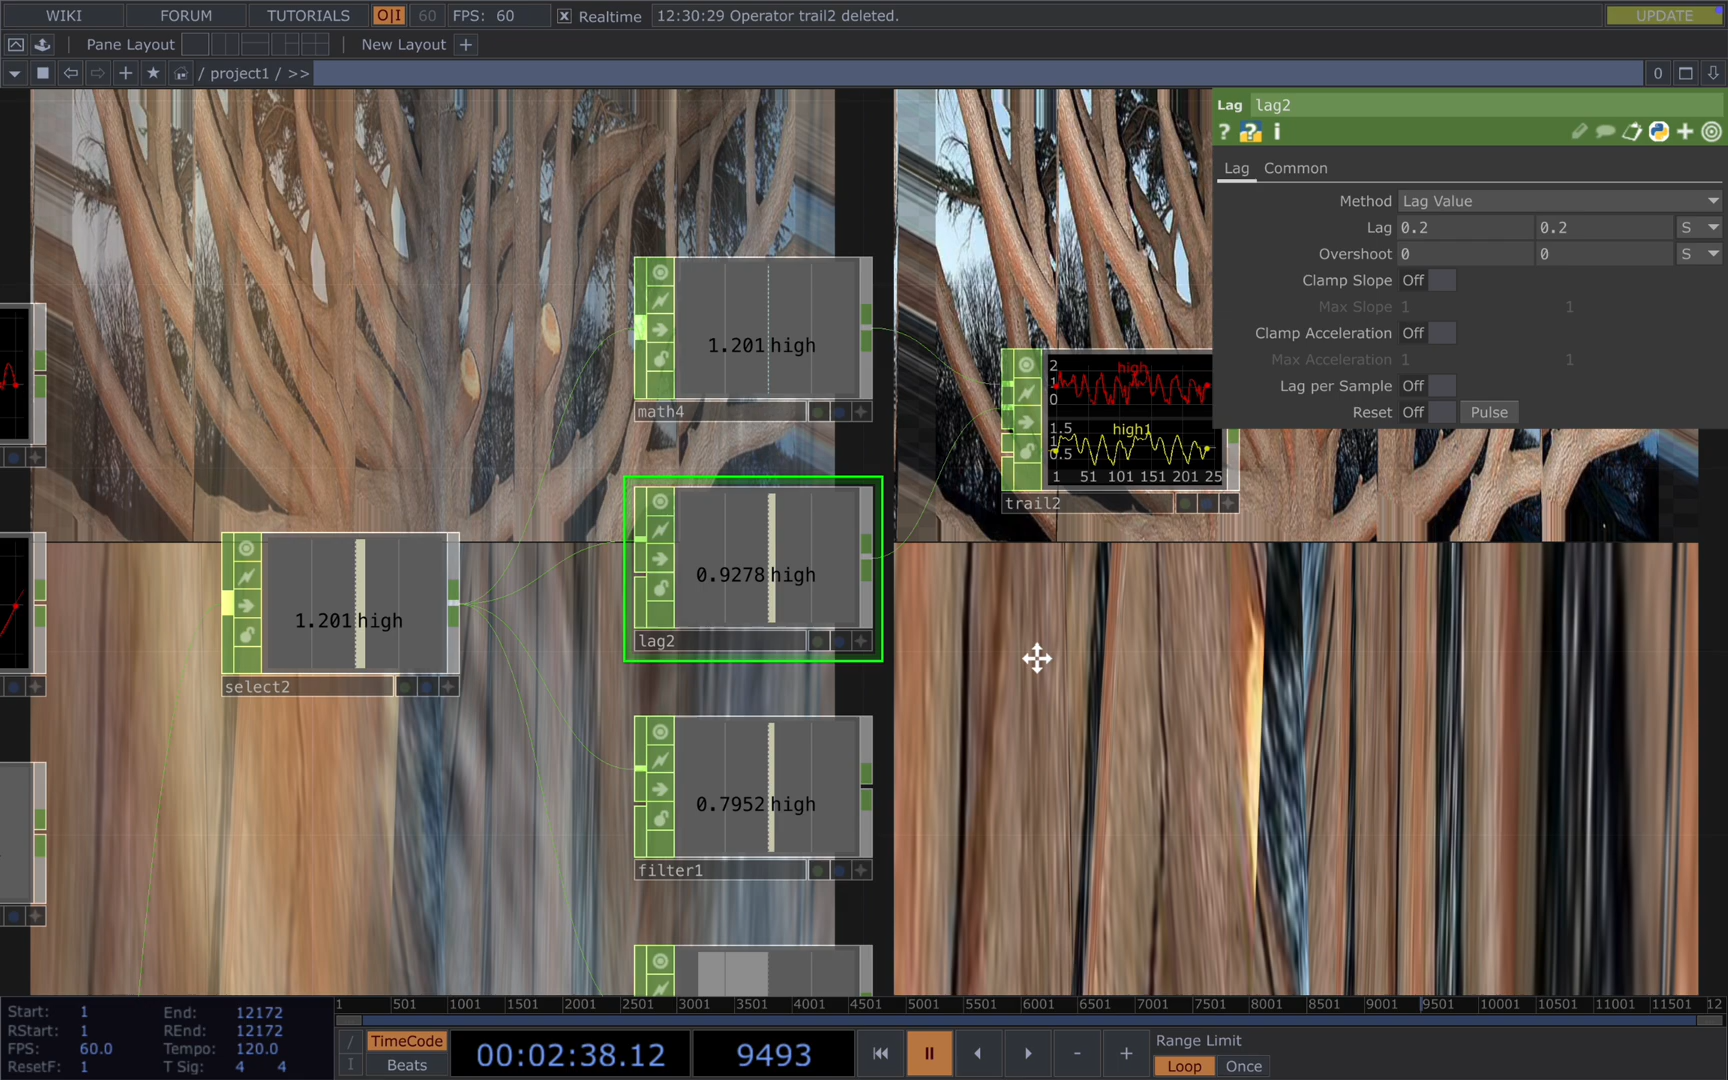 WIKI FORUM TUTORIALS O|I 60 FPS: 60 X Realtime 12:30:29 Operator trail2 deleted. UPDATE
Pane Layout New Layout +
/ project1 / >> 0
Lag lag2
? ? i
Lag Common
Method Lag Value
Lag 0.2 0.2 S
Overshoot 0 0 S
Clamp Slope Off
Max Slope 1 1
Clamp Acceleration Off
Max Acceleration 1 1
Lag per Sample Off
Reset Off Pulse
1.201 high
math4
2
1
0
high
1.5
0.5
high1
1 51 101 151 201 25
trail2
0.9278 high
lag2
1.201 high
select2
0.7952 high
filter1
1 501 1001 1501 2001 2501 3001 3501 4001 4501 5001 5501 6001 6501 7001 7501 8001 8501 9001 9501 10001 10501 11001 11501 12
Start: 1 End: 12172
RStart: 1 REnd: 12172
FPS: 60.0 Tempo: 120.0
ResetF: 1 T Sig: 4 4
/ TimeCode
I Beats
00:02:38.12 9493
- +
Range Limit
Loop Once